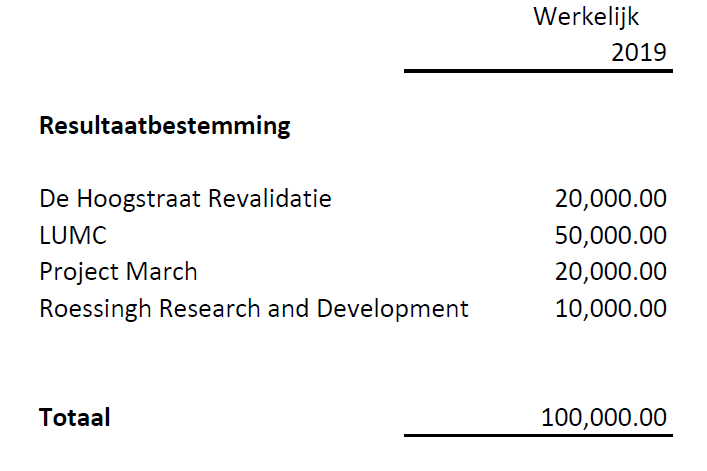 Werkelijk
2019
Resultaatbestemming
De Hoogstraat Revalidatie 20,000.00
LUMC 50,000.00
Project March 20,000.00
Roessingh Research and Development 10,000.00
Totaal 100,000.00